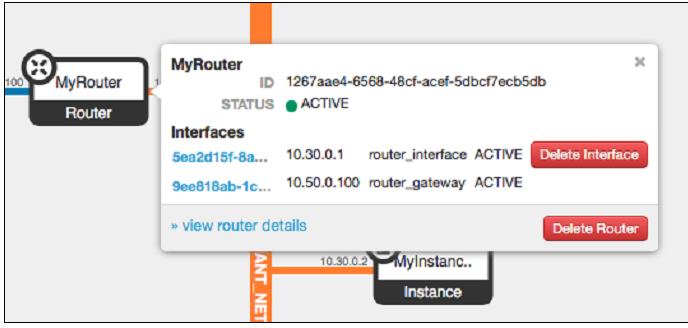 100
MyRouter
1
Router
MyRouter
ID 1267aae4-6568-48cf-acef-5dbcf7ecb5db
STATUS ACTIVE
Interfaces
5ea2d15f-8a... 10.30.0.1 router_interface ACTIVE Delete Interface
9ee818ab-1c... 10.50.0.100 router_gateway ACTIVE
» view router details Delete Router
ANT_NET
10.30.0.2 MyInstanc..
Instance